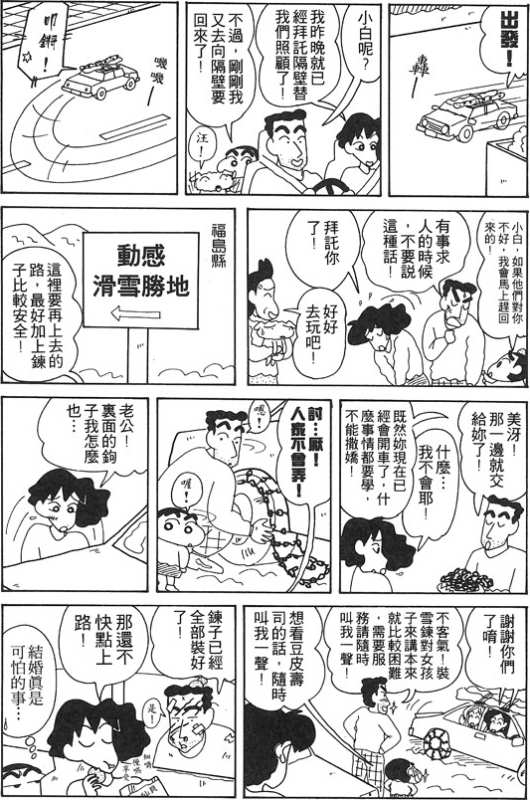 出發！
轟
小白呢？
我昨晚就已
經拜託隔壁替
我們照顧了！
不過，剛剛我
又去向隔壁要
回來了！
汪！
嘰
嘰
叩鏘！
小白，如果他們對你
不好，我會馬上趕回
來的！
有事求
人的時候
，不要說
這種話！
拜託你
了！
好好
去玩吧！
福島縣
動感
滑雪勝地
這裡要再上去的
路，最好加上鍊
子比較安全！
美冴！
那一邊就交
給妳了！
什麼…
我不會耶！
既然妳現在已
經會開車了，什
麼事情都要學，
不能撒嬌！
討…厭！
人家不會弄！
嗯！
喔！
老公！
裏面的鉤
子我怎麼
也…
謝謝你們
了唷！
不客氣！裝
雪鍊對女孩
子來講本來
就比較困難
，需要服
務請隨時
叫我一聲！
想看豆皮壽
司的話，隨時
叫我一聲！
鍊子已經
全部裝好
了！
是！
那還不
快點上
路！
結婚真是
可怕的事…